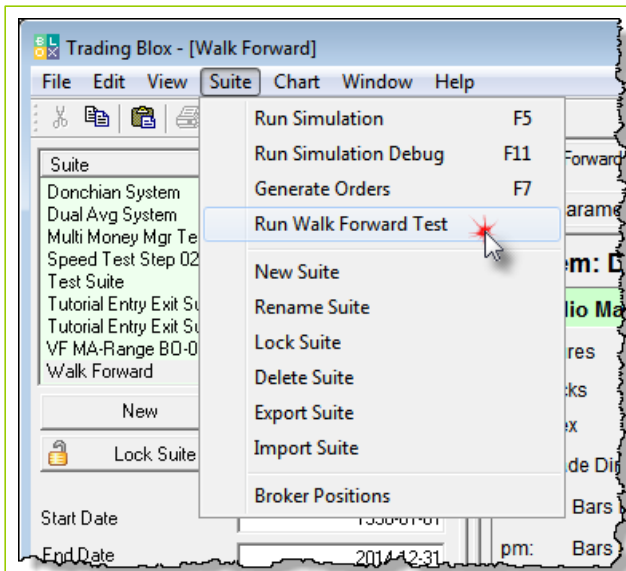 Trading Blox - [Walk Forward]
File Edit View Suite Chart Window Help
Suite
Donchian System
Dual Avg System
Multi Money Mgr Te
Speed Test Step 02
Test Suite
Tutorial Entry Exit Su
Tutorial Entry Exit Su
VF MA-Range BO-0
Walk Forward
New
Lock Suite
Start Date
End Date 2014-12-31
Run Simulation F5
Run Simulation Debug F11
Generate Orders F7
Run Walk Forward Test
New Suite
Rename Suite
Lock Suite
Delete Suite
Export Suite
Import Suite
Broker Positions
Forward
arame
m: D
lio Ma
res
ks
ex
de Dir
Bars
pm: Bars